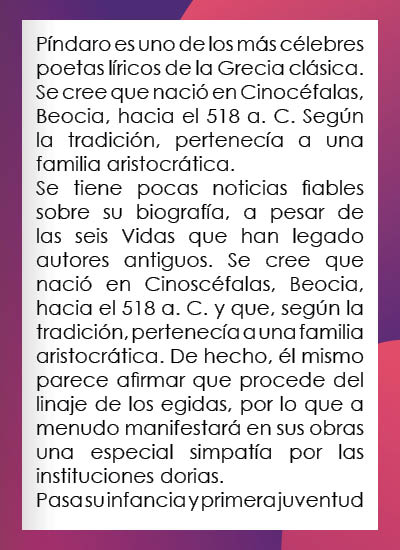 Píndaro es uno de los más célebres
poetas líricos de la Grecia clásica.
Se cree que nació en Cinocéfalas,
Beocia, hacia el 518 a. C. Según
la tradición, pertenecía a una
familia aristocrática.
Se tiene pocas noticias fiables
sobre su biografía, a pesar de
las seis Vidas que han legado
autores antiguos. Se cree que
nació en Cinoscéfalas, Beocia,
hacia el 518 a. C. y que, según la
tradición, pertenecía a una familia
aristocrática. De hecho, él mismo
parece afirmar que procede del
linaje de los egidas, por lo que a
menudo manifestará en sus obras
una especial simpatía por las
instituciones dorias.
Pasa su infancia y primera juventud